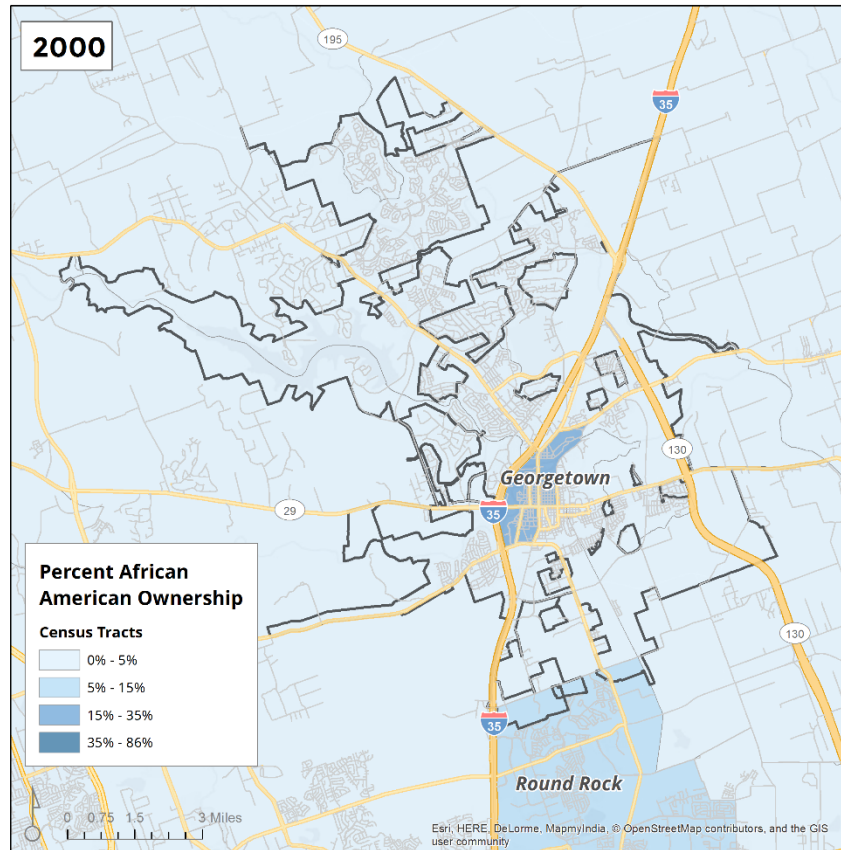 2000
195
35
Georgetown
130
29
35
Percent African
American Ownership
Census Tracts
0% - 5%
5% - 15%
15% - 35%
35% - 86%
130
35
Round Rock
0 0.75 1.5 3 Miles
Esri, HERE, DeLorme, MapmyIndia, © OpenStreetMap contributors, and the GIS
user community